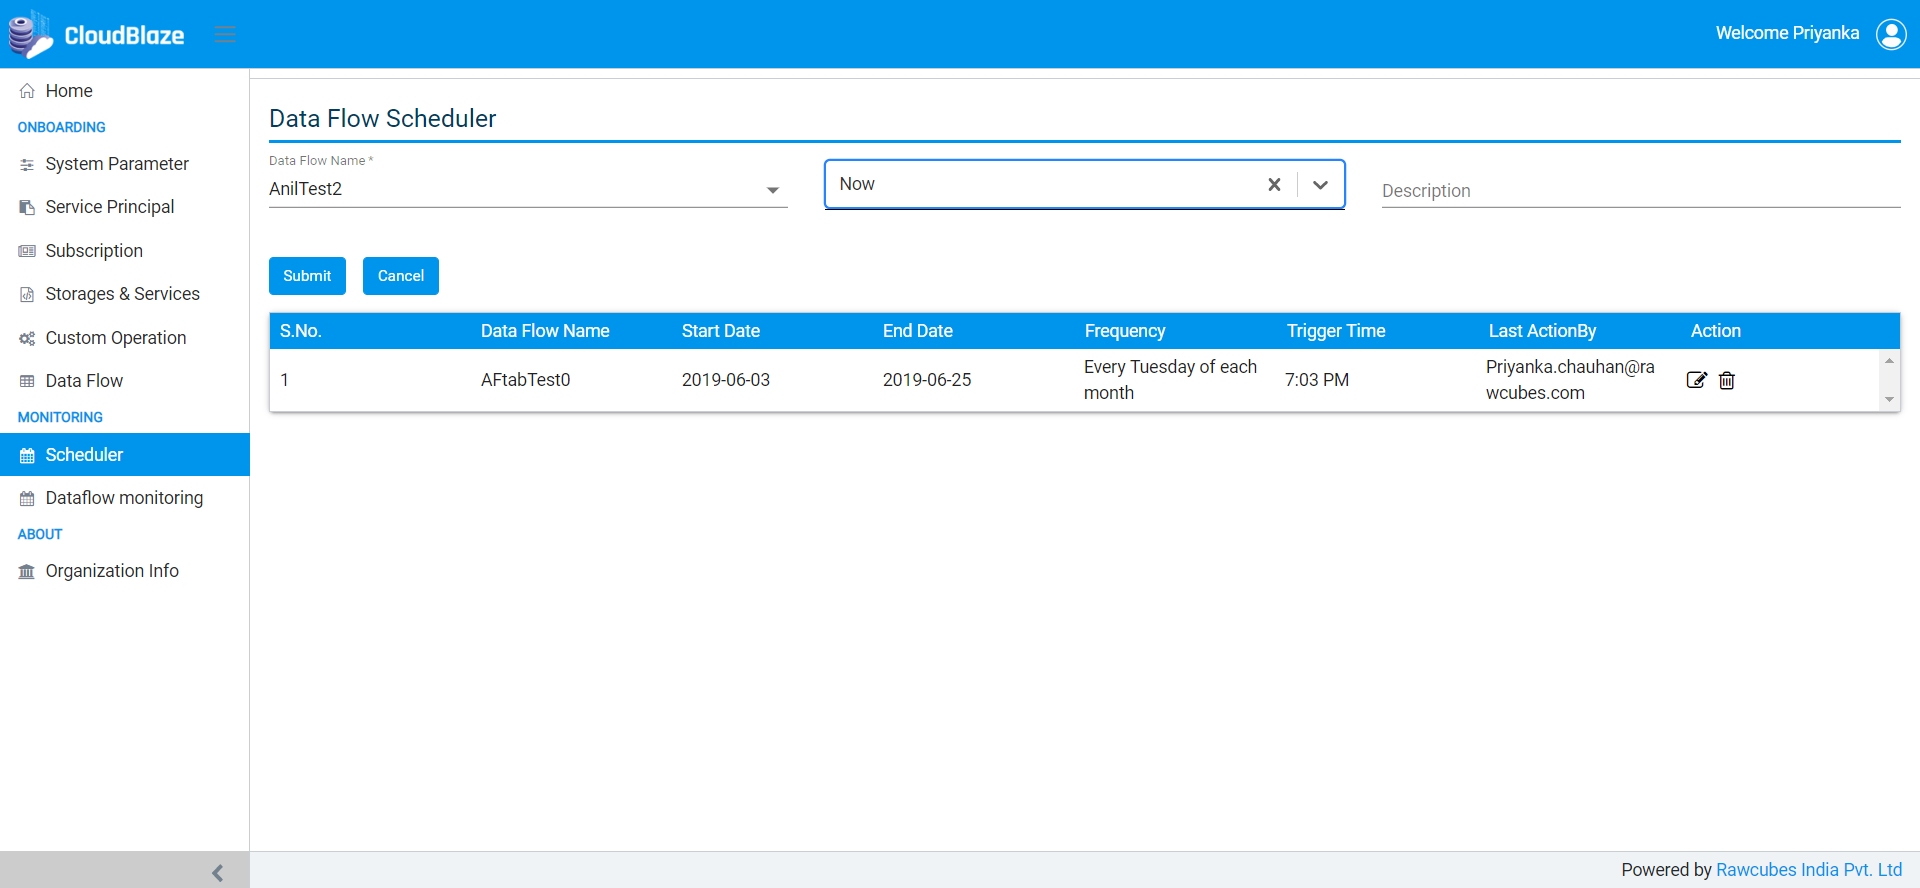 CloudBlaze
Welcome Priyanka
Home
ONBOARDING
System Parameter
Service Principal
Subscription
Storages & Services
Custom Operation
Data Flow
MONITORING
Scheduler
Dataflow monitoring
ABOUT
Organization Info
Data Flow Scheduler
Data Flow Name *
AnilTest2
Now
Description
Submit
Cancel
S.No.
Data Flow Name
Start Date
End Date
Frequency
Trigger Time
Last ActionBy
Action
1
AFtabTest0
2019-06-03
2019-06-25
Every Tuesday of each
month
7:03 PM
Priyanka.chauhan@ra
wcubes.com
Powered by Rawcubes India Pvt. Ltd